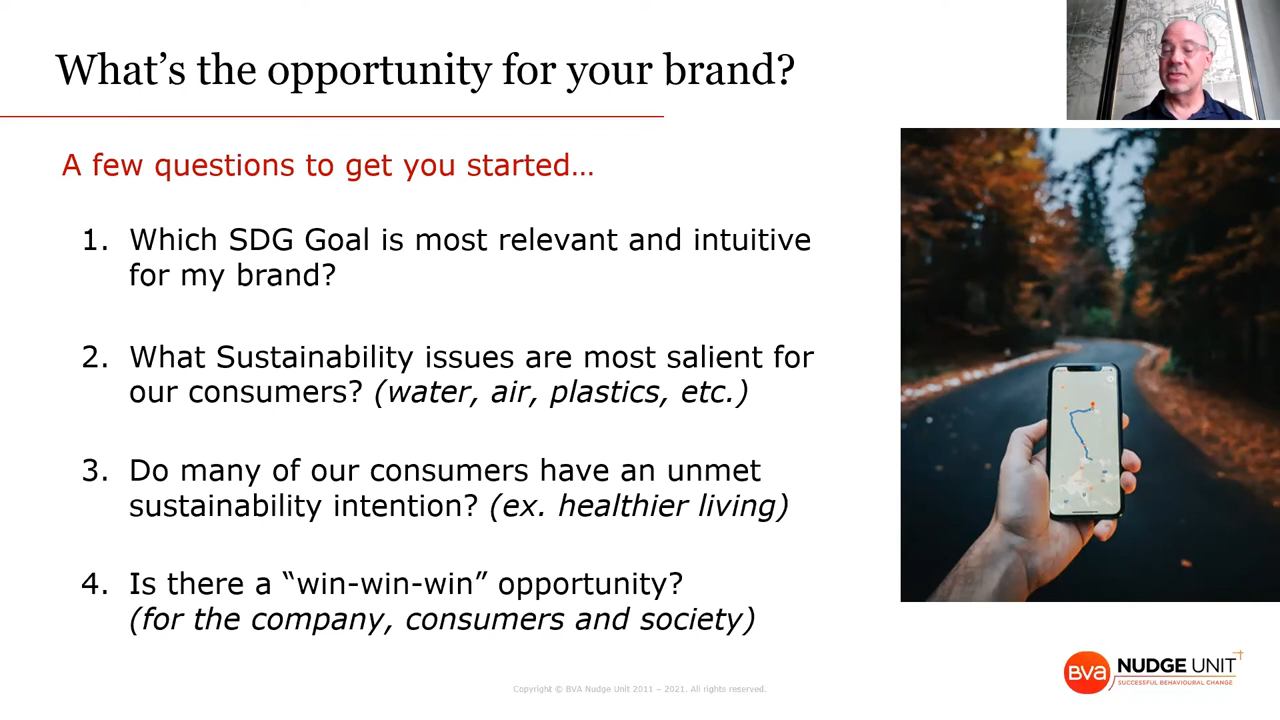 What’s the opportunity for your brand?
A few questions to get you started…
1. Which SDG Goal is most relevant and intuitive
for my brand?
2. What Sustainability issues are most salient for
our consumers? (water, air, plastics, etc.)
3. Do many of our consumers have an unmet
sustainability intention? (ex. healthier living)
4. Is there a “win-win-win” opportunity?
(for the company, consumers and society)
BVA NUDGE UNIT
SUCCESSFUL BEHAVIOURAL CHANGE
Copyright © BVA Nudge Unit 2011 – 2021. All rights reserved.